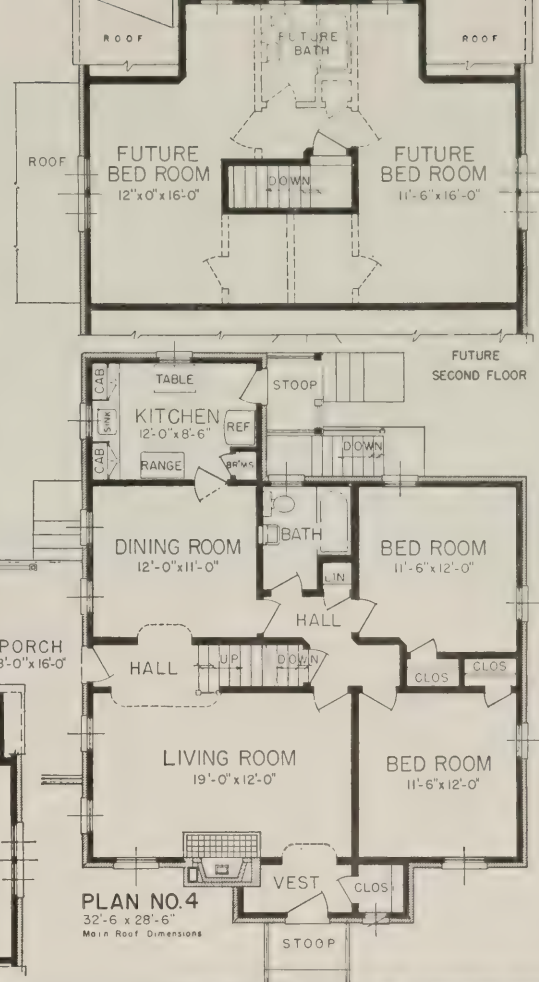 ROOF
FUTURE
BATH
ROOF
ROOF
FUTURE
BED ROOM
12"x0"x16'-0"
DOWN
FUTURE
BED ROOM
11'-6"x16'-0"
FUTURE
SECOND FLOOR
CAB
TABLE
STOOP
SINK
KITCHEN
12'-0"x8'-6"
REF
CAB
RANGE
BR'MS
DOWN
DINING ROOM
12'-0"x11'-0"
BATH
BED ROOM
11'-6"x12'-0"
LIN
HALL
PORCH
8'-0"x16'-0"
HALL
UP
DOWN
CLOS
CLOS
LIVING ROOM
19'-0"x12'-0"
BED ROOM
11'-6"x12'-0"
VEST
CLOS
PLAN NO.4
32'-6 x 28'-6"
Main Roof Dimensions
STOOP